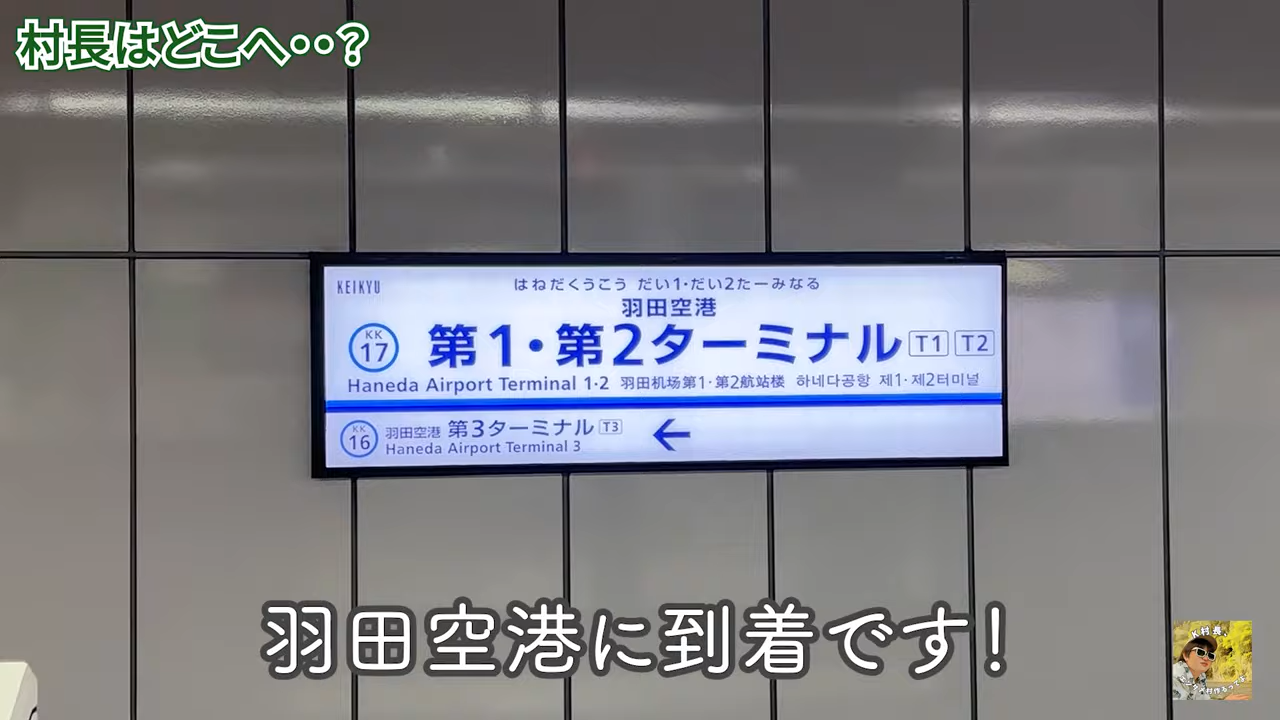 村長はどこへ‥？
KEIKYU
はねだくうこう だい1・だい2たーみなる
羽田空港
KK
17
第1・第2ターミナル T1 T2
Haneda Airport Terminal 1·2 羽田机场第1·第2航站楼 하네다공항 제1·제2터미널
KK
16
羽田空港 第3ターミナル T3 ←
Haneda Airport Terminal 3
羽田空港に到着です！
K村長